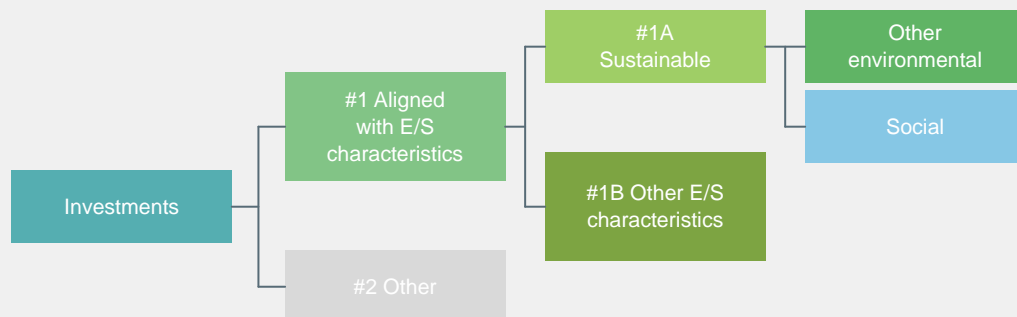 Investments
#1 Aligned
with E/S
characteristics
#2 Other
#1A
Sustainable
#1B Other E/S
characteristics
Other
environmental
Social